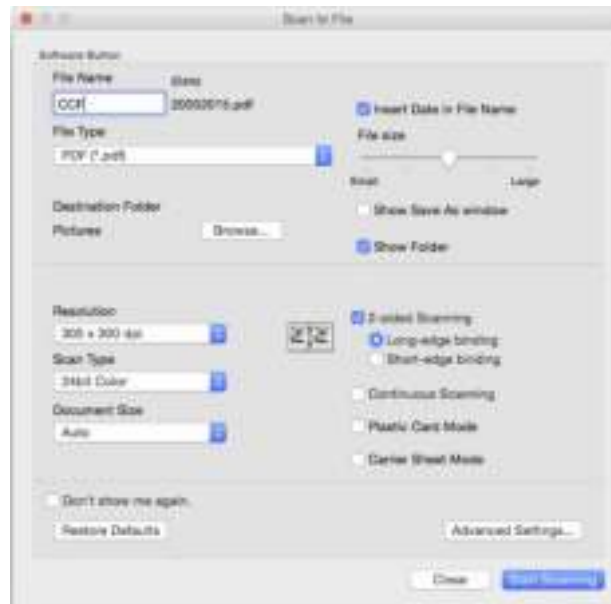 Scan to File
Software Button
File Name
CCF
PDF (*.pdf)
File Type
Insert Date in File Name
File size
Small
Large
Destination Folder
Pictures
Browse...
Show Save As window
Show Folder
Resolution
300 x 300 dpi
2-sided Scanning
Long-edge binding
Short-edge binding
Scan Type
24bit Color
Continuous Scanning
Document Size
Auto
Plastic Card Mode
Carrier Sheet Mode
Don't show me again.
Restore Defaults
Advanced Settings...
Close
Start Scanning